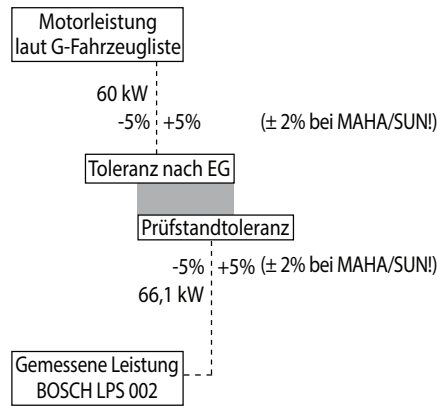 Motorleistung
laut G-Fahrzeugliste
60 kW
-5% +5% (± 2% bei MAHA/SUN!)
Toleranz nach EG
Prüfstandtoleranz
-5% +5% (± 2% bei MAHA/SUN!)
66,1 kW
Gemessene Leistung
BOSCH LPS 002